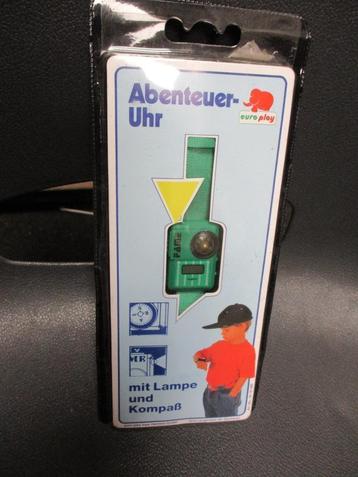 Abenteuer-
Uhr
euro play
mit Lampe
und
Kompaß